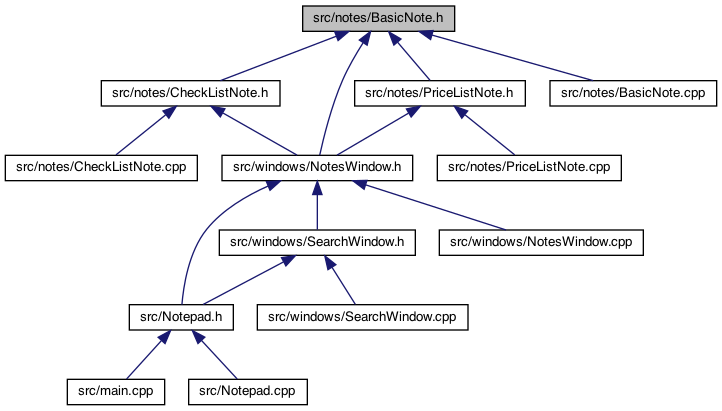 src/notes/BasicNote.h
src/notes/CheckListNote.h
src/notes/PriceListNote.h
src/notes/BasicNote.cpp
src/notes/CheckListNote.cpp
src/windows/NotesWindow.h
src/notes/PriceListNote.cpp
src/windows/SearchWindow.h
src/windows/NotesWindow.cpp
src/Notepad.h
src/windows/SearchWindow.cpp
src/main.cpp
src/Notepad.cpp